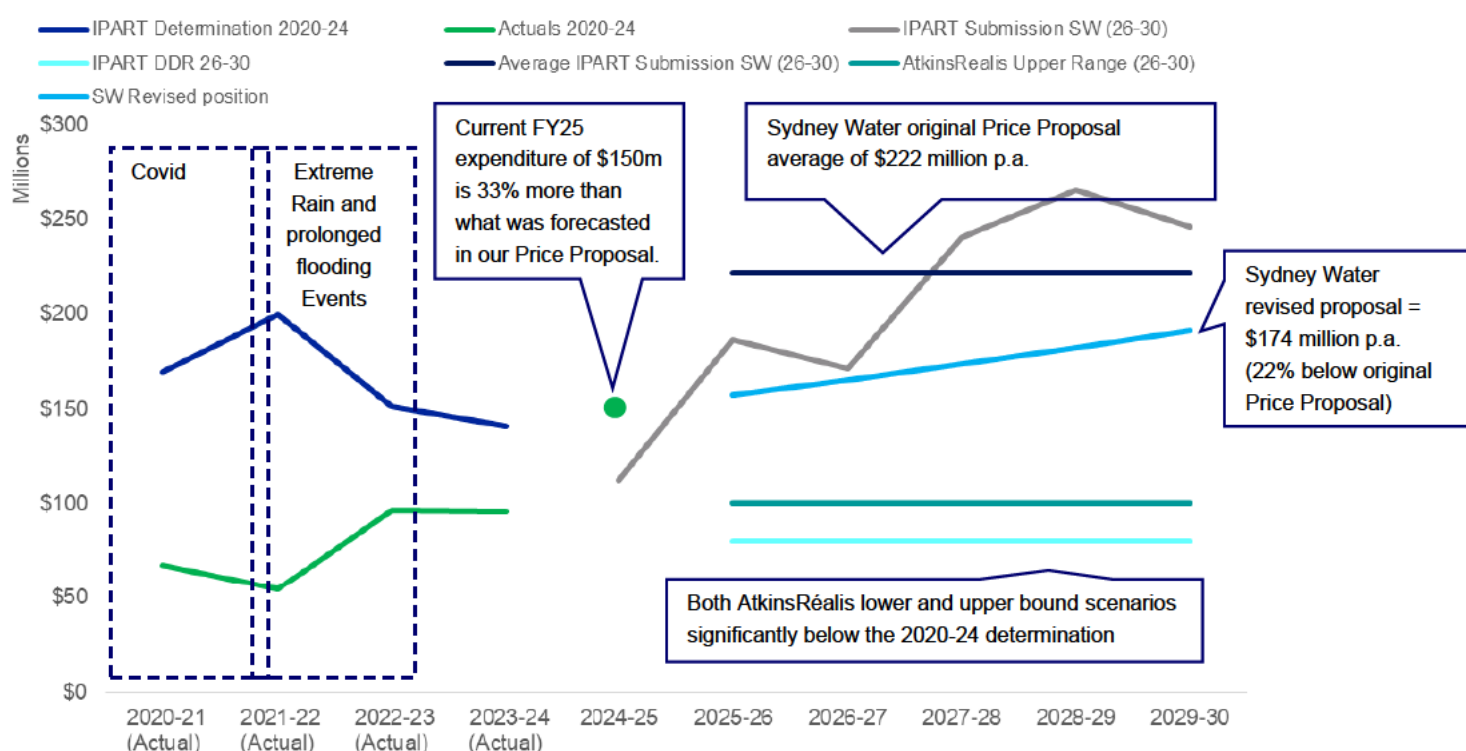 IPART Determination 2020-24
Actuals 2020-24
IPART Submission SW (26-30)
IPART DDR 26-30
Average IPART Submission SW (26-30)
AtkinsRealis Upper Range (26-30)
SW Revised position
Millions
$300
$250
$200
$150
$100
$50
$0
Covid
Extreme
Rain and
prolonged
flooding
Events
Current FY25
expenditure of $150m
is 33% more than
what was forecasted
in our Price Proposal.
Sydney Water original Price Proposal
average of $222 million p.a.
Sydney Water
revised proposal =
$174 million p.a.
(22% below original
Price Proposal)
Both AtkinsRéalis lower and upper bound scenarios
significantly below the 2020-24 determination
2020-21
(Actual)
2021-22
(Actual)
2022-23
(Actual)
2023-24
(Actual)
2024-25
2025-26
2026-27
2027-28
2028-29
2029-30